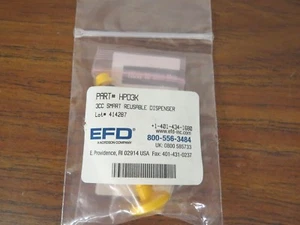 PART# HPD3K
3CC SMART REUSABLE DISPENSER
Lot# 414287
EFD
A NORDSON COMPANY
+1-401-434-1680
www.efd-inc.com
800-556-3484
UK: 0800 585733
E. Providence, RI 02914 USA Fax: 401-431-0237